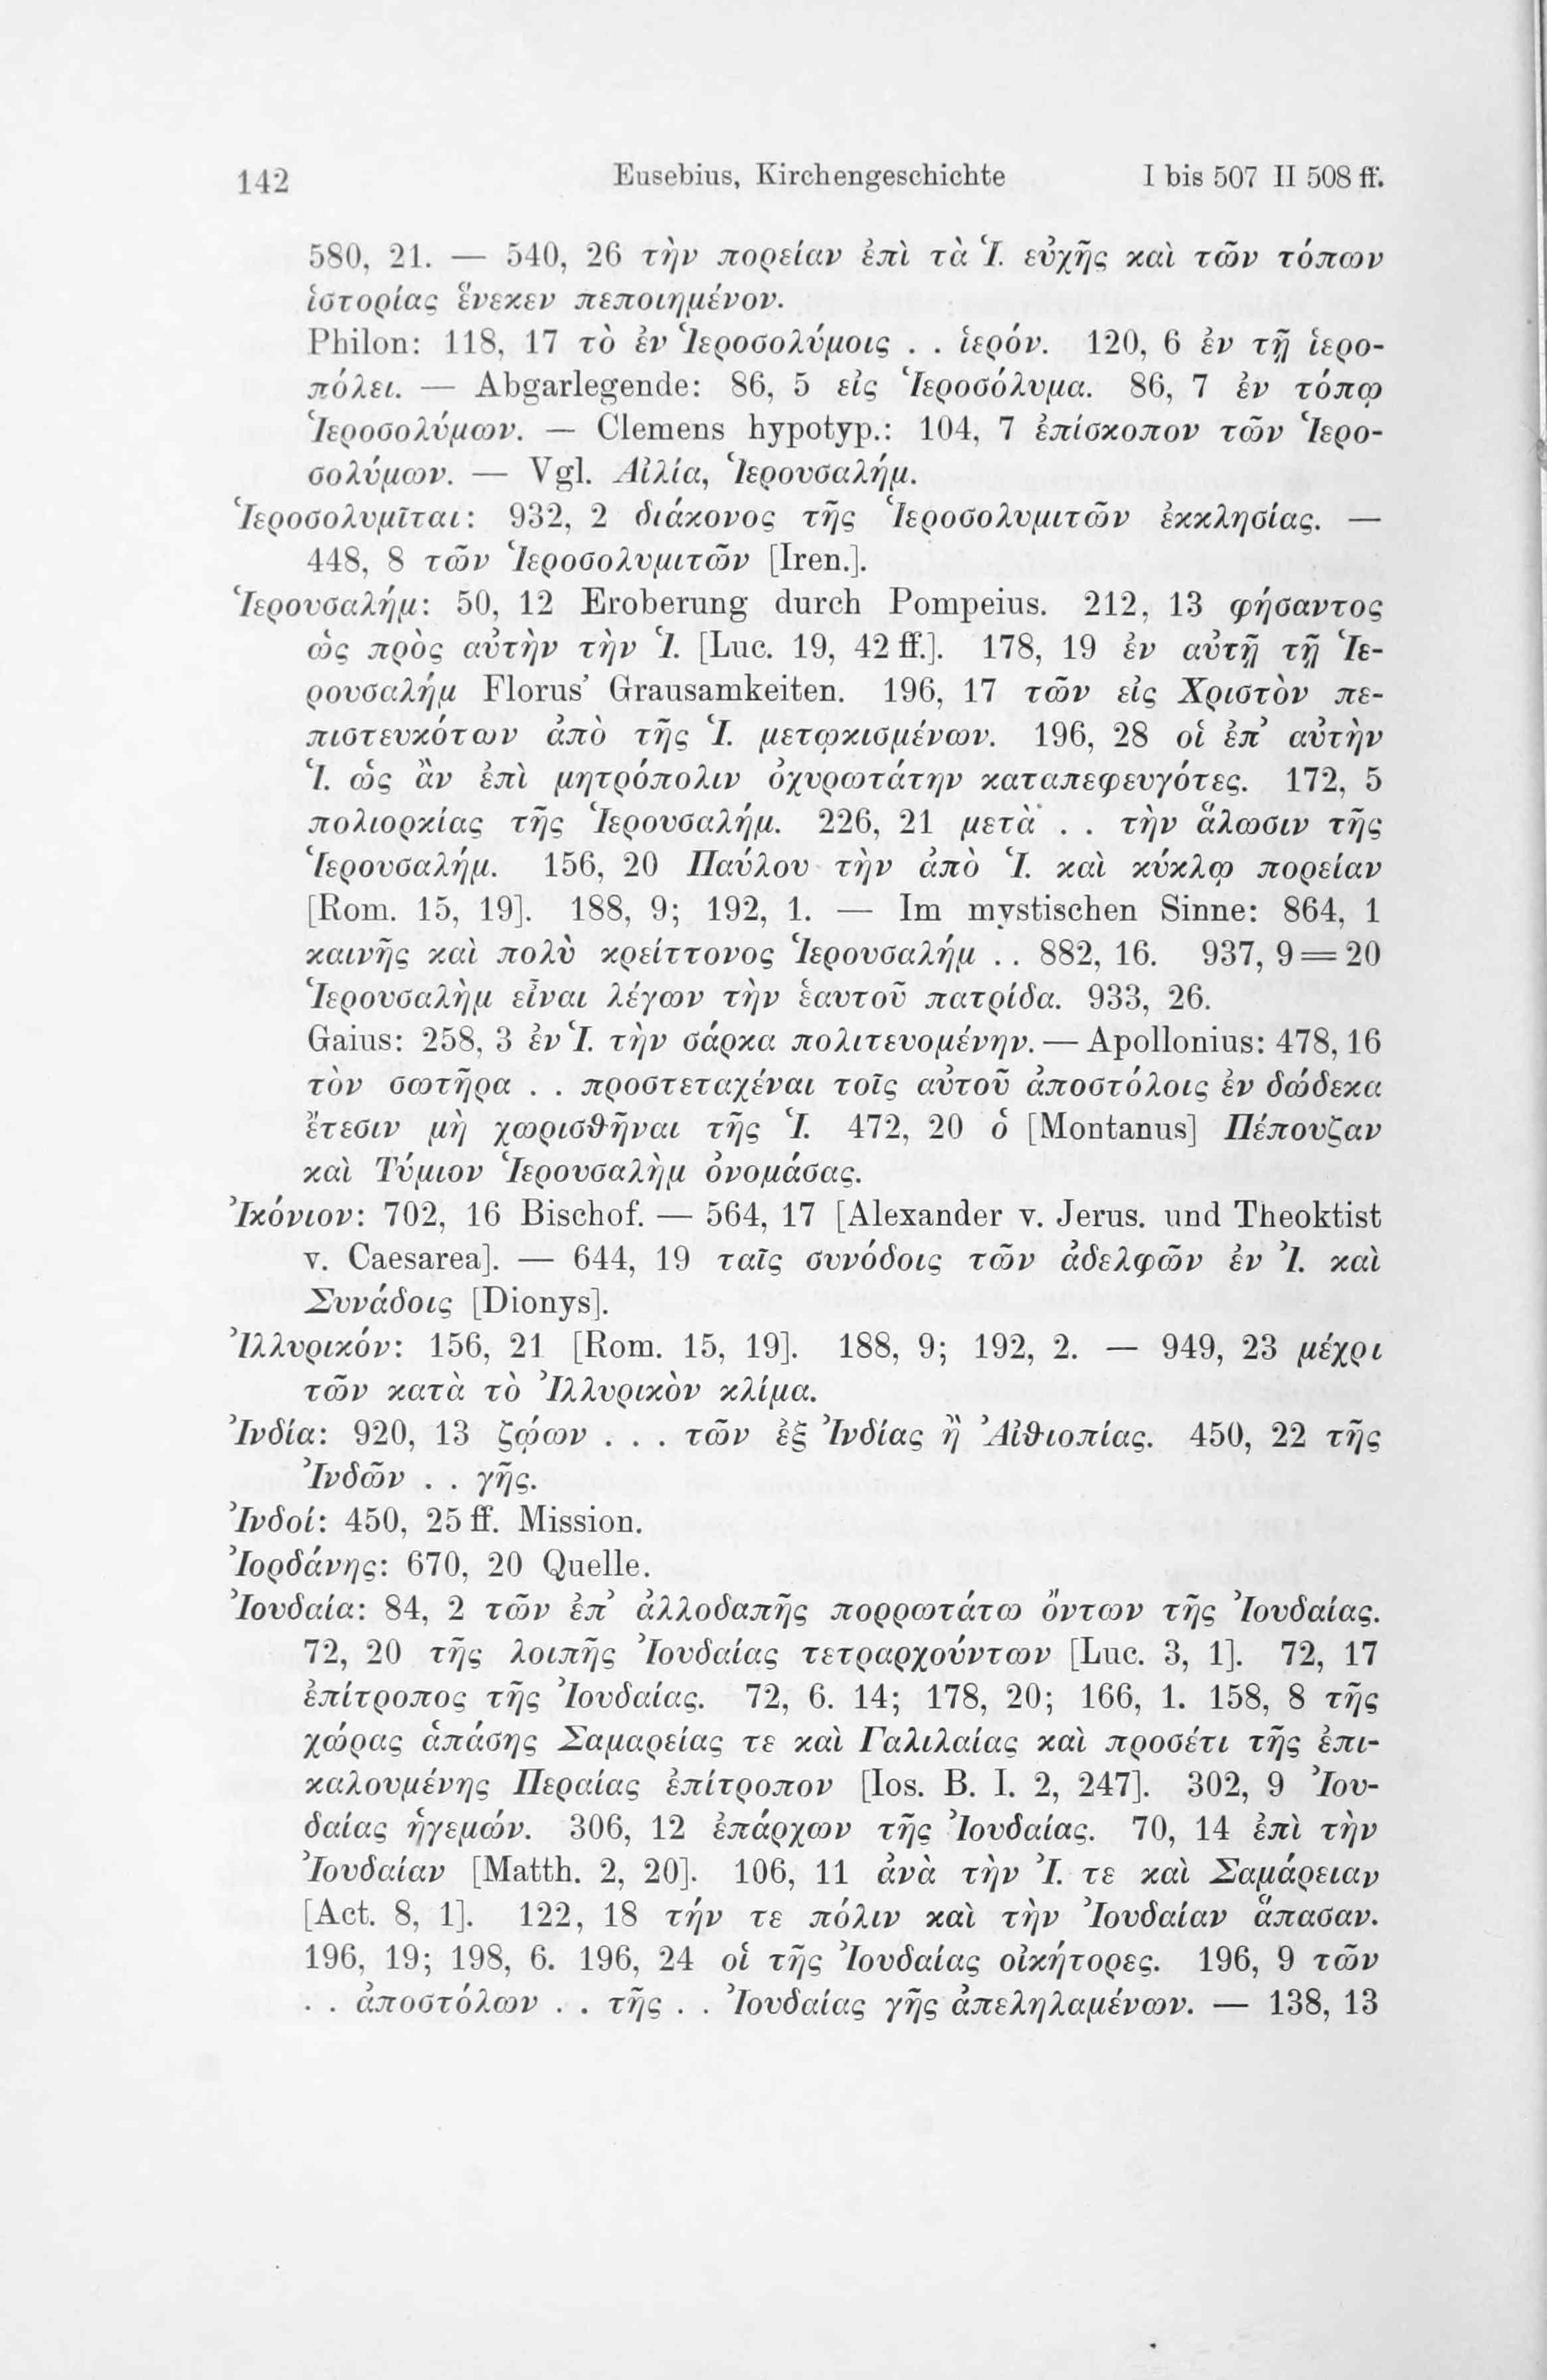 142 Eusebius, Kirchengeschichte I bis 507 II 508 ff.
580, 21. — 540, 26 τὴν πορείαν ἐπὶ τὰ Ἱ. εὐχῆς καὶ τῶν τόπων
ἱστορίας ἕνεκεν πεποιημένον.
Philon: 118, 17 τὸ ἐν Ἱεροσολύμοις . . ἱερόν. 120, 6 ἐν τῇ ἱερο-
πόλει. — Abgarlegende: 86, 5 εἰς Ἱεροσόλυμα. 86, 7 ἐν τόπῳ
Ἱεροσολύμων. — Clemens hypotyp.: 104, 7 ἐπίσκοπον τῶν Ἱερο-
σολύμων. — Vgl. Αἰλία, Ἱερουσαλήμ.
Ἱεροσολυμῖται: 932, 2 διάκονος τῆς Ἱεροσολυμιτῶν ἐκκλησίας. —
448, 8 τῶν Ἱεροσολυμιτῶν [Iren.].
Ἱερουσαλήμ: 50, 12 Eroberung durch Pompeius. 212, 13 φήσαντος
ὡς πρὸς αὐτὴν τὴν Ἱ. [Luc. 19, 42 ff.]. 178, 19 ἐν αὐτῇ τῇ Ἱε-
ρουσαλήμ Florus’ Grausamkeiten. 196, 17 τῶν εἰς Χριστὸν πε-
πιστευκότων ἀπὸ τῆς Ἱ. μετῳκισμένων. 196, 28 οἱ ἐπ’ αὐτὴν
Ἱ. ὡς ἂν ἐπὶ μητρόπολιν ὀχυρωτάτην καταπεφευγότες. 172, 5
πολιορκίας τῆς Ἱερουσαλήμ. 226, 21 μετὰ . . τὴν ἅλωσιν τῆς
Ἱερουσαλήμ. 156, 20 Παύλου τὴν ἀπὸ Ἱ. καὶ κύκλῳ πορείαν
[Rom. 15, 19]. 188, 9; 192, 1. — Im mystischen Sinne: 864, 1
καινῆς καὶ πολὺ κρείττονος Ἱερουσαλήμ . . 882, 16. 937, 9 = 20
Ἱερουσαλὴμ εἶναι λέγων τὴν ἑαυτοῦ πατρίδα. 933, 26.
Gaius: 258, 3 ἐν Ἱ. τὴν σάρκα πολιτευομένην. — Apollonius: 478, 16
τὸν σωτῆρα . . προστεταχέναι τοῖς αὐτοῦ ἀποστόλοις ἐν δώδεκα
ἔτεσιν μὴ χωρισθῆναι τῆς Ἱ. 472, 20 ὁ [Montanus] Πέπουζαν
καὶ Τύμιον Ἱερουσαλὴμ ὀνομάσας.
Ἰκόνιον: 702, 16 Bischof. — 564, 17 [Alexander v. Jerus. und Theoktist
v. Caesarea]. — 644, 19 ταῖς συνόδοις τῶν ἀδελφῶν ἐν Ἰ. καὶ
Συνάδοις [Dionys].
Ἰλλυρικόν: 156, 21 [Rom. 15, 19]. 188, 9; 192, 2. — 949, 23 μέχρι
τῶν κατὰ τὸ Ἰλλυρικὸν κλίμα.
Ἰνδία: 920, 13 ζῴων . . . τῶν ἐξ Ἰνδίας ἢ Αἰθιοπίας. 450, 22 τῆς
Ἰνδῶν . . γῆς.
Ἰνδοί: 450, 25 ff. Mission.
Ἰορδάνης: 670, 20 Quelle.
Ἰουδαία: 84, 2 τῶν ἐπ’ ἀλλοδαπῆς πορρωτάτω ὄντων τῆς Ἰουδαίας.
72, 20 τῆς λοιπῆς Ἰουδαίας τετραρχούντων [Luc. 3, 1]. 72, 17
ἐπίτροπος τῆς Ἰουδαίας. 72, 6. 14; 178, 20; 166, 1. 158, 8 τῆς
χώρας ἁπάσης Σαμαρείας τε καὶ Γαλιλαίας καὶ προσέτι τῆς ἐπι-
καλουμένης Περαίας ἐπίτροπον [Ios. B. I. 2, 247]. 302, 9 Ἰου-
δαίας ἡγεμών. 306, 12 ἐπάρχων τῆς Ἰουδαίας. 70, 14 ἐπὶ τὴν
Ἰουδαίαν [Matth. 2, 20]. 106, 11 ἀνὰ τὴν Ἰ. τε καὶ Σαμάρειαν
[Act. 8, 1]. 122, 18 τήν τε πόλιν καὶ τὴν Ἰουδαίαν ἅπασαν.
196, 19; 198, 6. 196, 24 οἱ τῆς Ἰουδαίας οἰκήτορες. 196, 9 τῶν
. . ἀποστόλων . . τῆς . . Ἰουδαίας γῆς ἀπεληλαμένων. — 138, 13